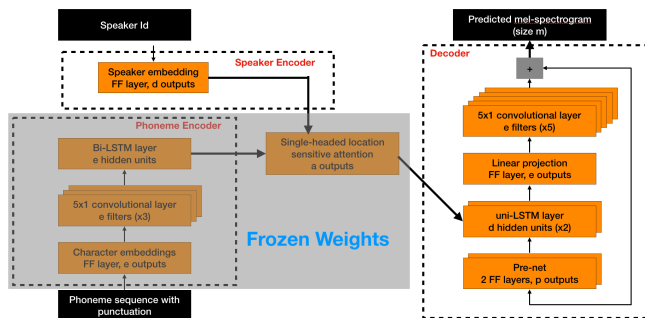 Speaker Id
Speaker Encoder
Speaker embedding
FF layer, d outputs
Phoneme Encoder
Bi-LSTM layer
e hidden units
5x1 convolutional layer
e filters (x3)
Character embeddings
FF layer, e outputs
Phoneme sequence with
punctuation
Single-headed location
sensitive attention
a outputs
Frozen Weights
Predicted mel-spectrogram
(size m)
Decoder
+
5x1 convolutional layer
e filters (x5)
Linear projection
FF layer, e outputs
uni-LSTM layer
d hidden units (x2)
Pre-net
2 FF layers, p outputs